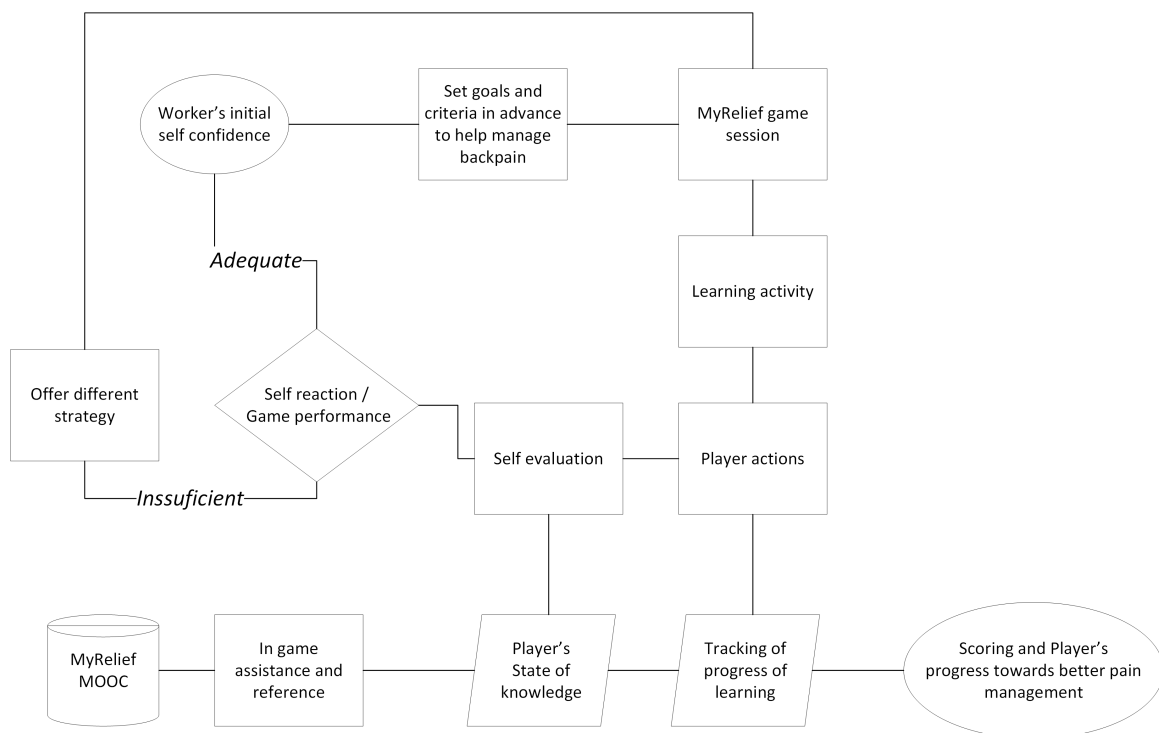 Worker's initial
self confidence
Set goals and
criteria in advance
to help manage
backpain
MyRelief game
session
Adequate
Learning activity
Offer different
strategy
Self reaction /
Game performance
Self evaluation
Player actions
Inssuficient
MyRelief
MOOC
In game
assistance and
reference
Player's
State of
knowledge
Tracking of
progress of
learning
Scoring and Player's
progress towards better pain
management